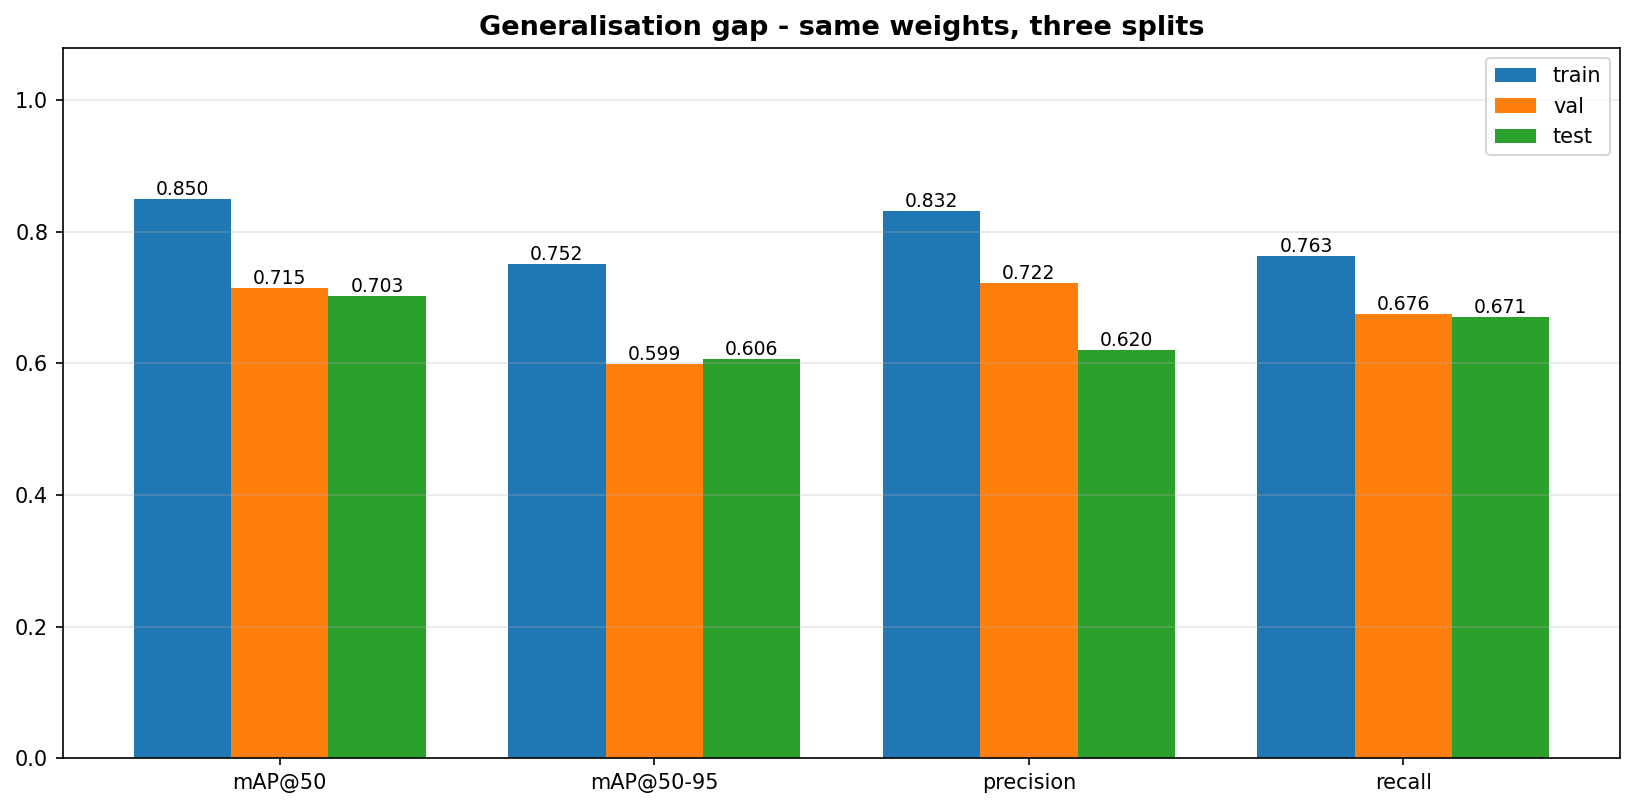 Generalisation gap - same weights, three splits
train
val
test
1.0
0.8
0.6
0.4
0.2
0.0
0.850
0.715
0.703
0.752
0.599
0.606
0.832
0.722
0.620
0.763
0.676
0.671
mAP@50
mAP@50-95
precision
recall